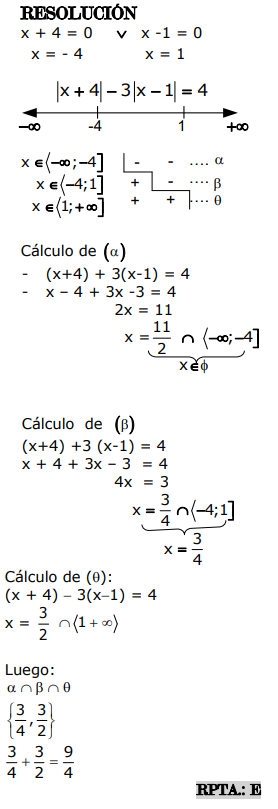 RESOLUCIÓN
x + 4 = 0 ∨ x -1 = 0
x = - 4 x = 1
|x + 4| – 3|x – 1| = 4
–∞ -4 1 +∞
x ∈⟨–∞;–4] - - .... α
x ∈⟨–4;1] + - .... β
x ∈⟨1;+∞] + + .... θ
Cálculo de (α)
- (x+4) + 3(x-1) = 4
- x – 4 + 3x -3 = 4
2x = 11
x = 11/2 ∩ ⟨–∞;–4]
x∈ϕ
Cálculo de (β)
(x+4) +3 (x-1) = 4
x + 4 + 3x – 3 = 4
4x = 3
x = 3/4 ∩⟨–4;1]
x = 3/4
Cálculo de (θ):
(x + 4) – 3(x–1) = 4
x = 3/2 ∩⟨1 + ∞⟩
Luego:
α ∩ β ∩ θ
{3/4, 3/2}
3/4 + 3/2 = 9/4
RPTA.: E